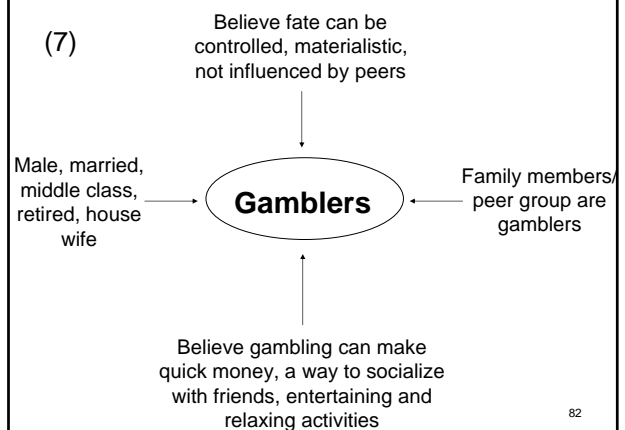 (7)
Believe fate can be
controlled, materialistic,
not influenced by peers
Male, married,
middle class,
retired, house
wife
Gamblers
Family members/
peer group are
gamblers
Believe gambling can make
quick money, a way to socialize
with friends, entertaining and
relaxing activities
82